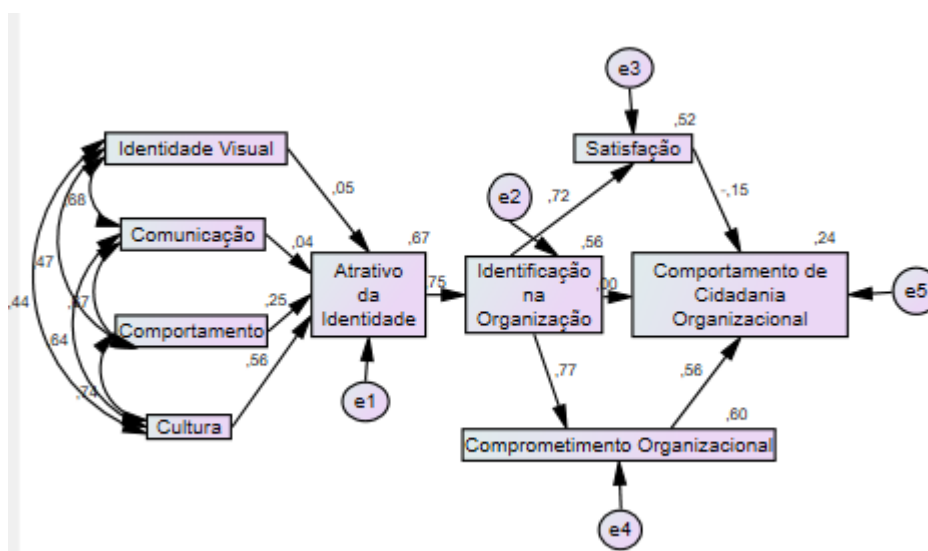 e3
,52
Identidade Visual
Satisfação
,05
,72
-,15
e2
,68
Comunicação
,04
,67
,56
,24
Atrativo
da
Identidade
,75
Identificação
na
Organização
,00
Comportamento de
Cidadania
Organizacional
e5
,47
,44
,25
,64
Comportamento
,56
,74
,77
,56
e1
Cultura
,60
Comprometimento Organizacional
e4